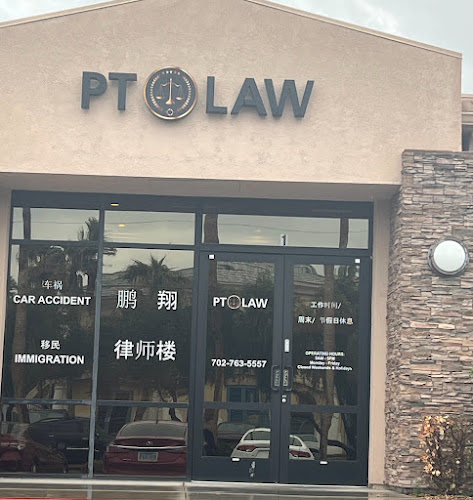 PT LAW
1
车祸
CAR ACCIDENT
移民
IMMIGRATION
鹏 翔
律师楼
PT LAW
702-763-5557
工作时间/
周末/ 节假日休息
OPERATING HOURS:
9AM - 5PM
Monday - Friday
Closed Weekends & Holidays